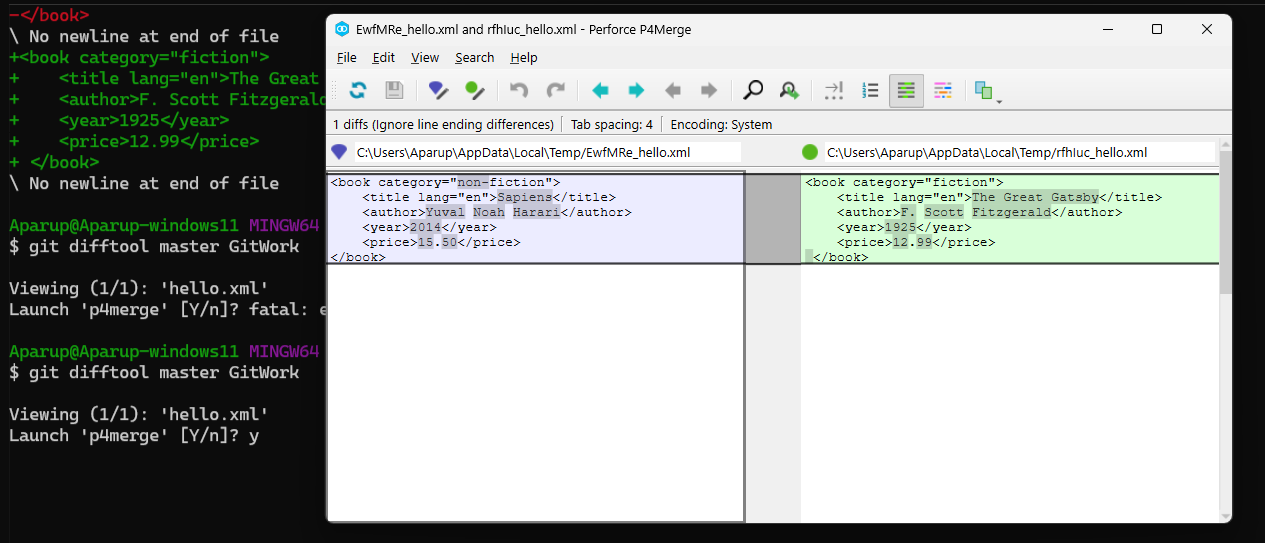 -</book>
\ No newline at end of file
+<book category="fiction">
+    <title lang="en">The Great
+    <author>F. Scott Fitzgerald
+    <year>1925</year>
+    <price>12.99</price>
+ </book>
\ No newline at end of file
Aparup@Aparup-windows11 MINGW64
$ git difftool master GitWork
Viewing (1/1): 'hello.xml'
Launch 'p4merge' [Y/n]? fatal: e
Aparup@Aparup-windows11 MINGW64
$ git difftool master GitWork
Viewing (1/1): 'hello.xml'
Launch 'p4merge' [Y/n]? y
EwfMRe_hello.xml and rfhIuc_hello.xml - Perforce P4Merge
File Edit View Search Help
1 diffs (Ignore line ending differences) Tab spacing: 4 Encoding: System
C:\Users\Aparup\AppData\Local\Temp/EwfMRe_hello.xml
<book category="non-fiction">
    <title lang="en">Sapiens</title>
    <author>Yuval Noah Harari</author>
    <year>2014</year>
    <price>15.50</price>
</book>
C:\Users\Aparup\AppData\Local\Temp/rfhIuc_hello.xml
<book category="fiction">
    <title lang="en">The Great Gatsby</title>
    <author>F. Scott Fitzgerald</author>
    <year>1925</year>
    <price>12.99</price>
 </book>